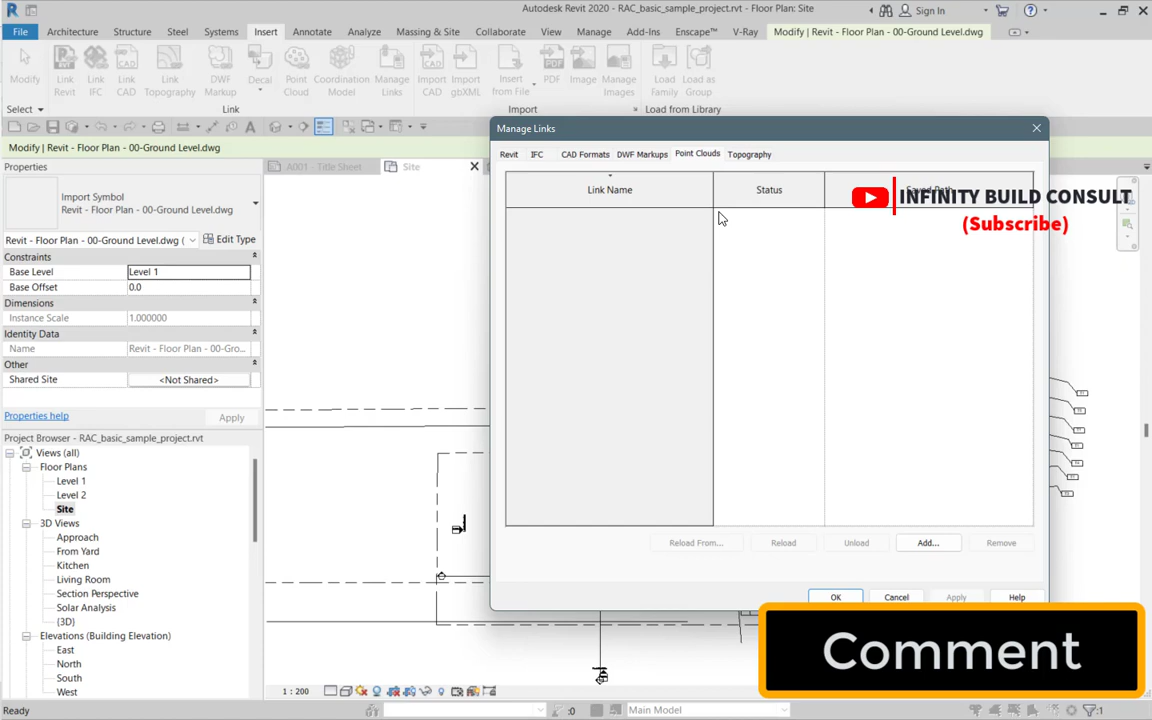 Autodesk Revit 2020 - RAC_basic_sample_project.rvt - Floor Plan: Site
Sign In
File Architecture Structure Steel Systems Insert Annotate Analyze Massing & Site Collaborate View Manage Add-Ins Enscape™ V-Ray Modify | Revit - Floor Plan - 00-Ground Level.dwg
Modify
Link Revit
Link IFC
Link CAD
Link Topography
DWF Markup
Decal
Point Cloud
Coordination Model
Manage Links
Import CAD
Import gbXML
Insert from File
PDF
Image
Manage Images
Load Family
Load as Group
Select Link Import Load from Library
Modify | Revit - Floor Plan - 00-Ground Level.dwg
Properties
A001 - Title Sheet
Site
Import Symbol
Revit - Floor Plan - 00-Ground Level.dwg
Revit - Floor Plan - 00-Ground Level.dwg (
Edit Type
Constraints
Base Level Level 1
Base Offset 0.0
Dimensions
Instance Scale 1.000000
Identity Data
Name Revit - Floor Plan - 00-Gro...
Other
Shared Site <Not Shared>
Properties help
Apply
Project Browser - RAC_basic_sample_project.rvt
Views (all)
Floor Plans
Level 1
Level 2
Site
3D Views
Approach
From Yard
Kitchen
Living Room
Section Perspective
Solar Analysis
{3D}
Elevations (Building Elevation)
East
North
South
West
Manage Links
Revit IFC CAD Formats DWF Markups Point Clouds Topography
Link Name Status Saved Path
INFINITY BUILD CONSULT
(Subscribe)
Reload From... Reload Unload Add... Remove
OK Cancel Apply Help
Comment
1 : 200
Ready
:0
Main Model
:1